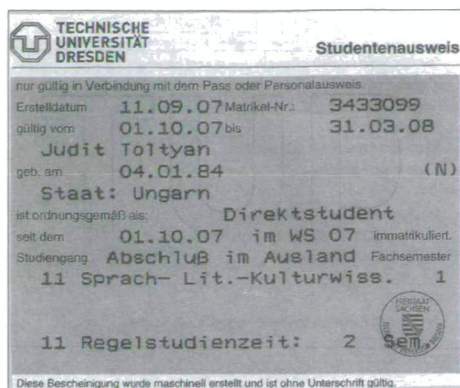 TECHNISCHE
UNIVERSITÄT
DRESDEN
Studentenausweis
nur gültig in Verbindung mit dem Pass oder Personalausweis
Erstelldatum 11.09.07 Matrikel-Nr.: 3433099
gültig vom 01.10.07 bis 31.03.08
Judit Toltyan
geb. am 04.01.84 (N)
Staat: Ungarn
ist ordnungsgemäß als: Direktstudent
seit dem 01.10.07 im WS 07 immatrikuliert.
Studiengang Abschluß im Ausland Fachsemester
11 Sprach- Lit.-Kulturwiss. 1
FREISTAAT
SACHSEN
11 Regelstudienzeit: 2 Sem.
Diese Bescheinigung wurde maschinell erstellt und ist ohne Unterschrift gültig.